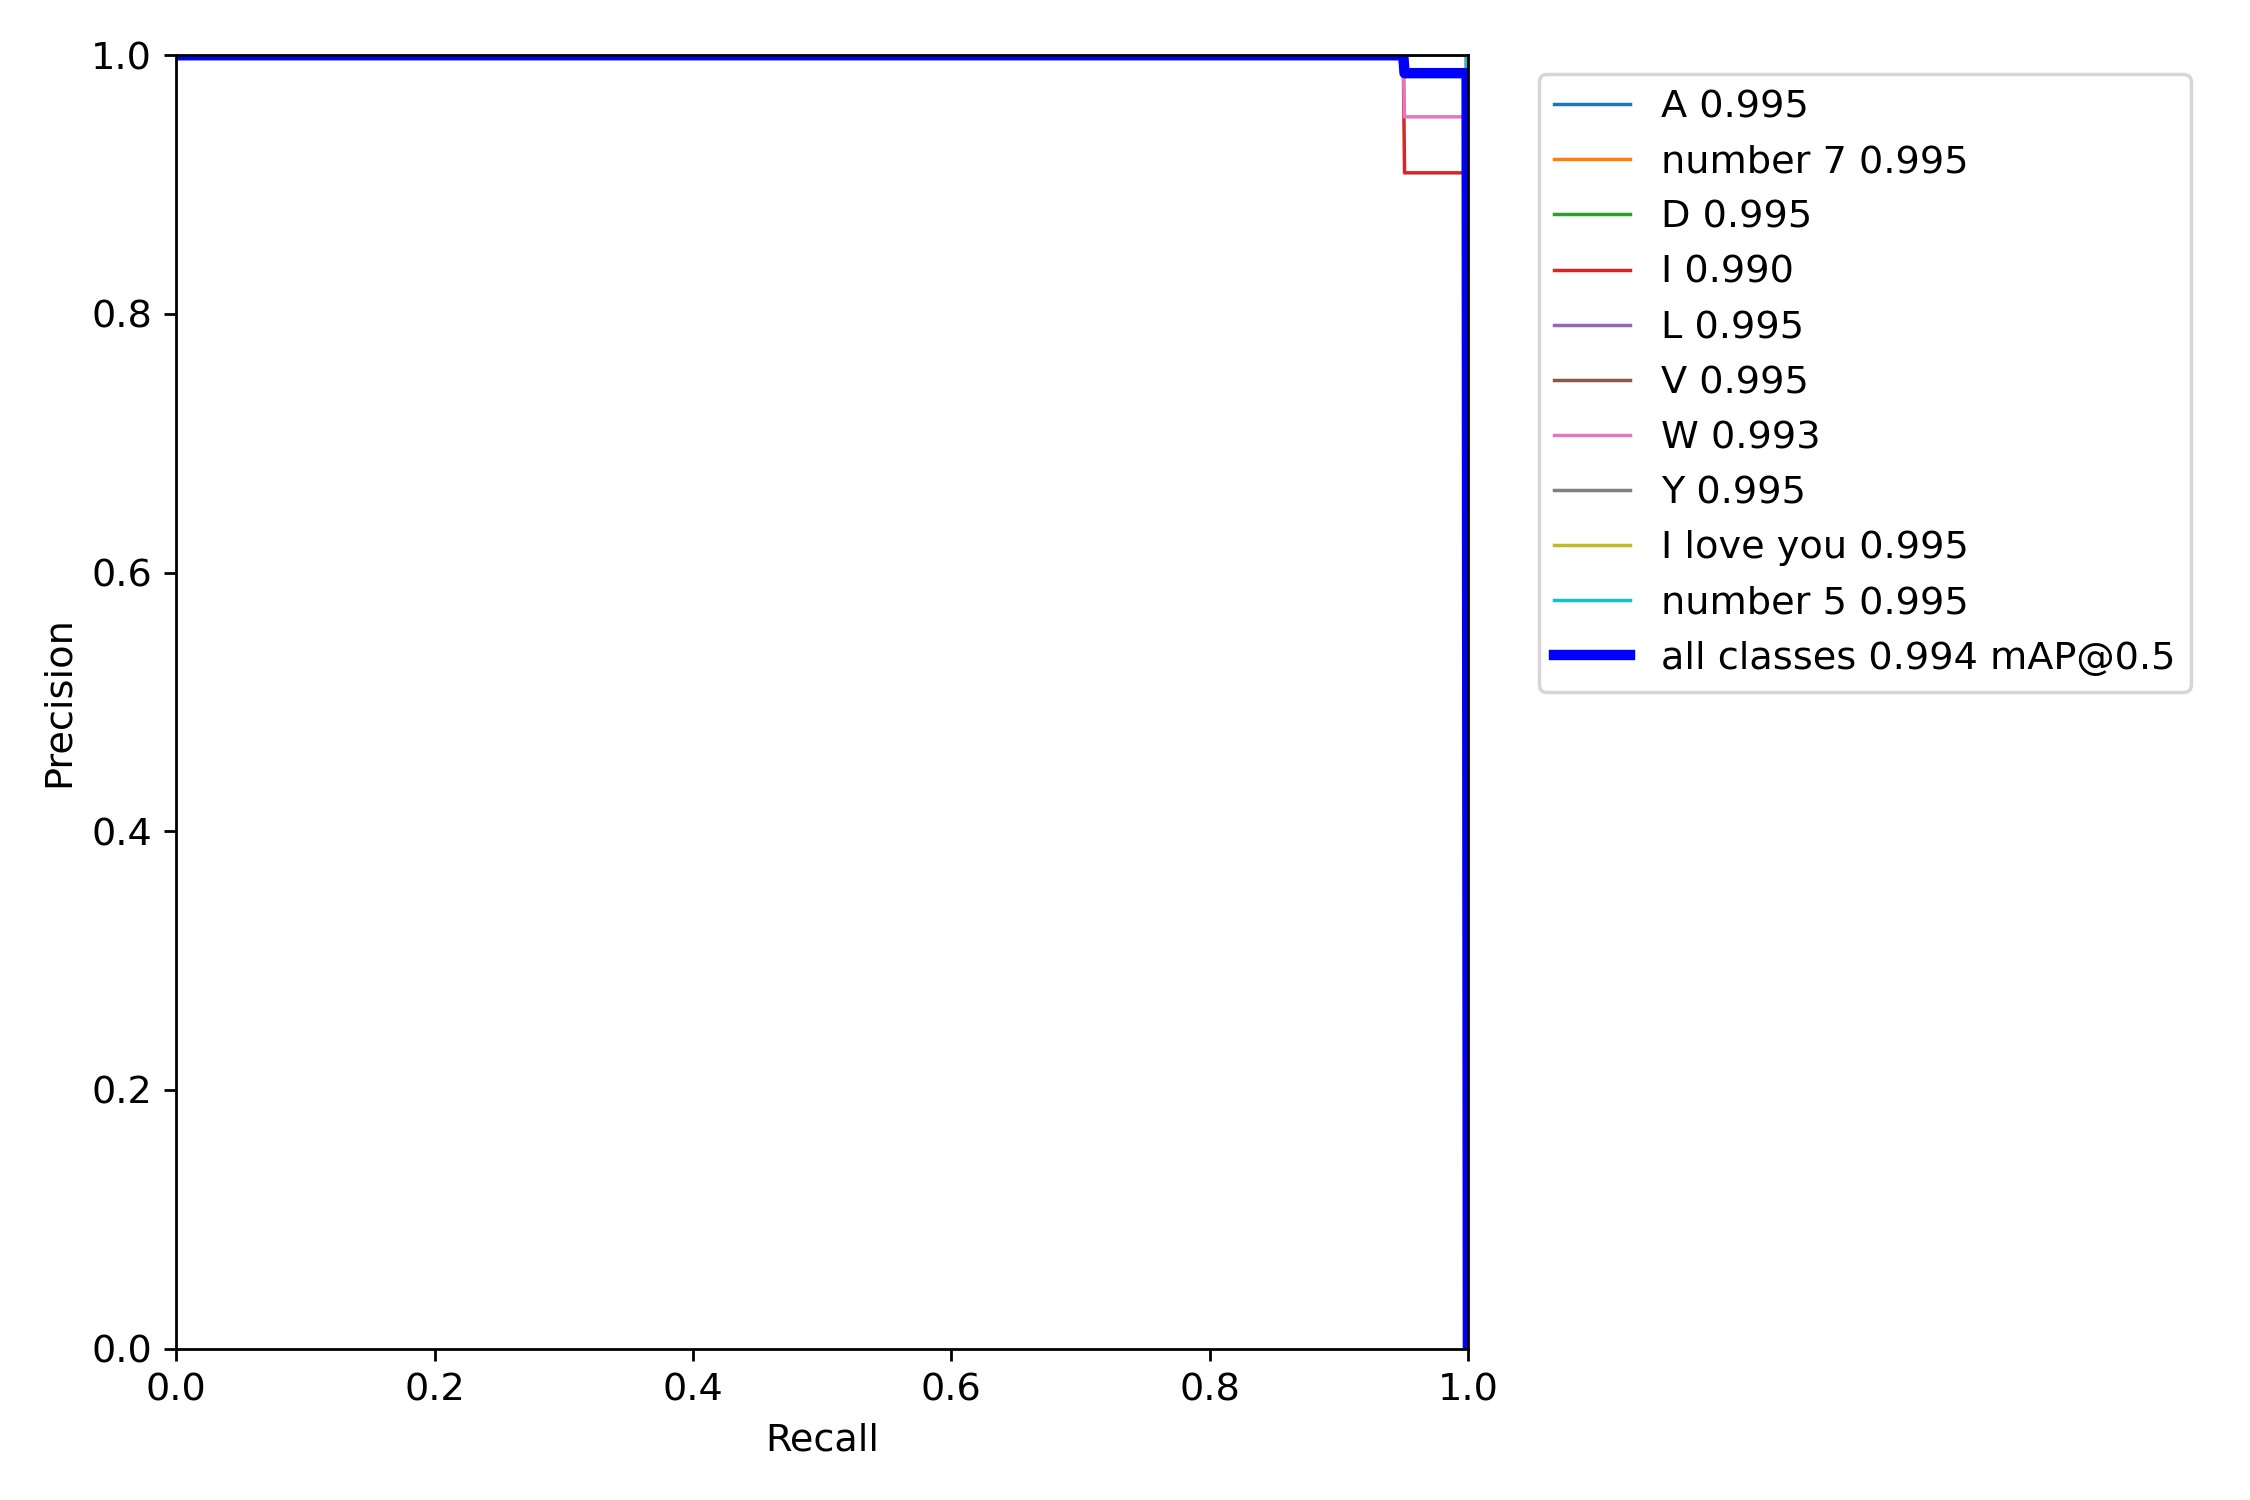 1.0
0.8
0.6
0.4
0.2
0.0
Precision
0.0 0.2 0.4 0.6 0.8 1.0
Recall
A 0.995
number 7 0.995
D 0.995
I 0.990
L 0.995
V 0.995
W 0.993
Y 0.995
I love you 0.995
number 5 0.995
all classes 0.994 mAP@0.5